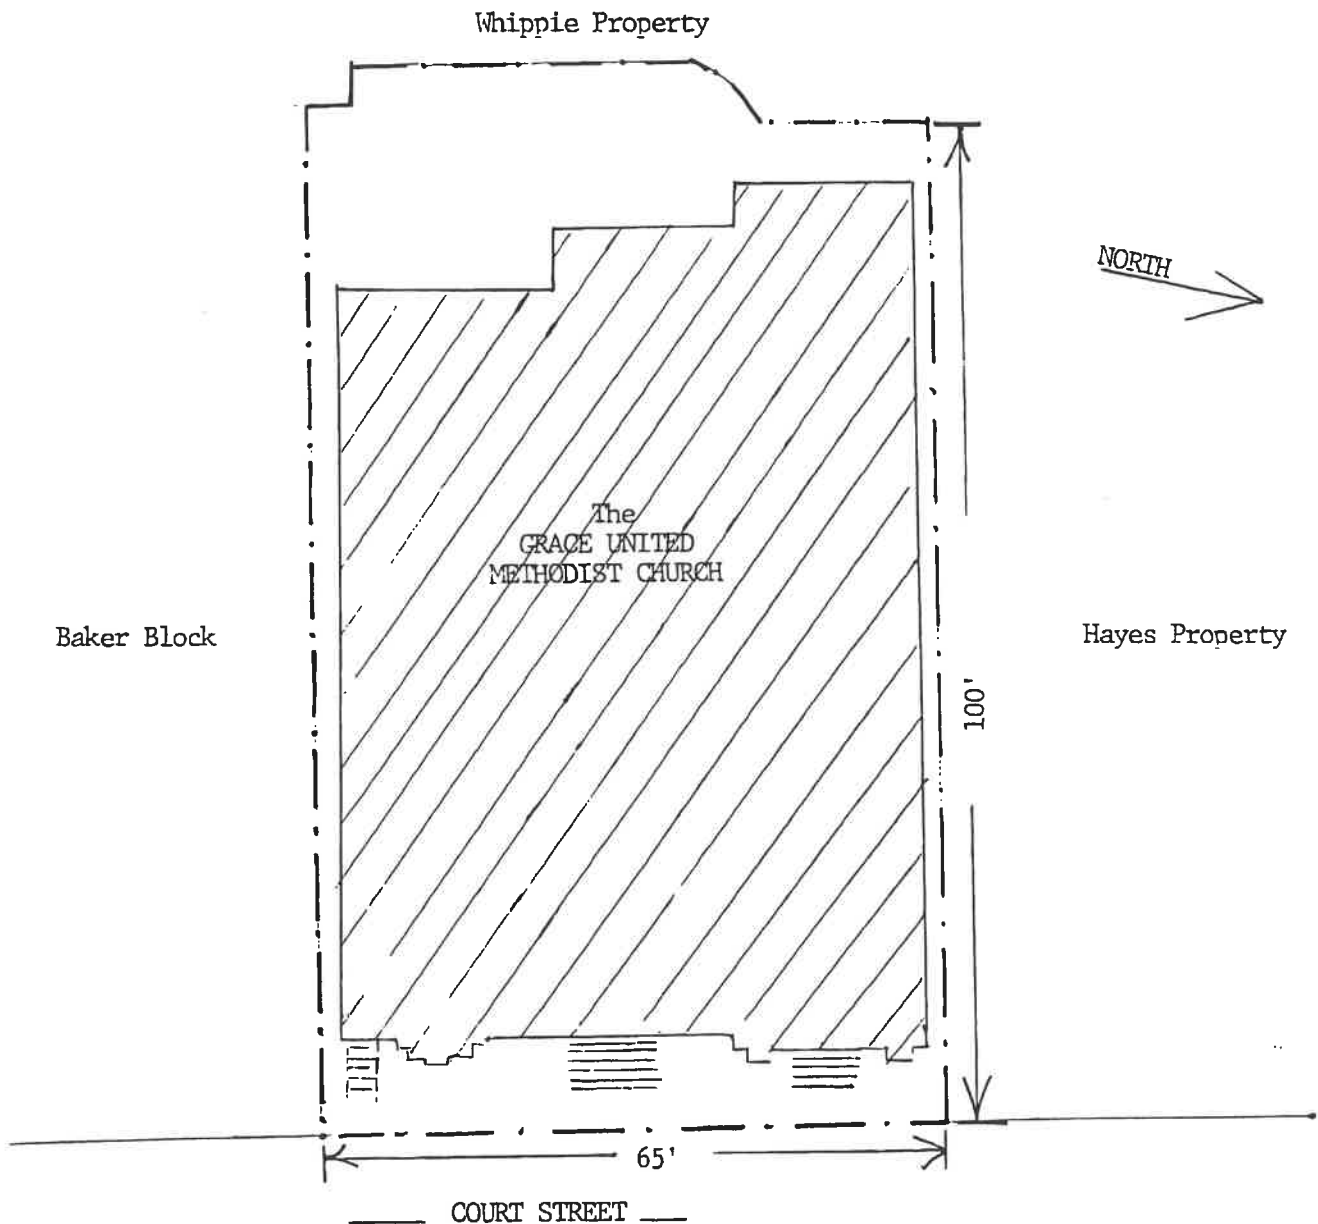 Whippie Property
NORTH
The
GRACE UNITED
METHODIST CHURCH
Baker Block
Hayes Property
100'
65'
COURT STREET